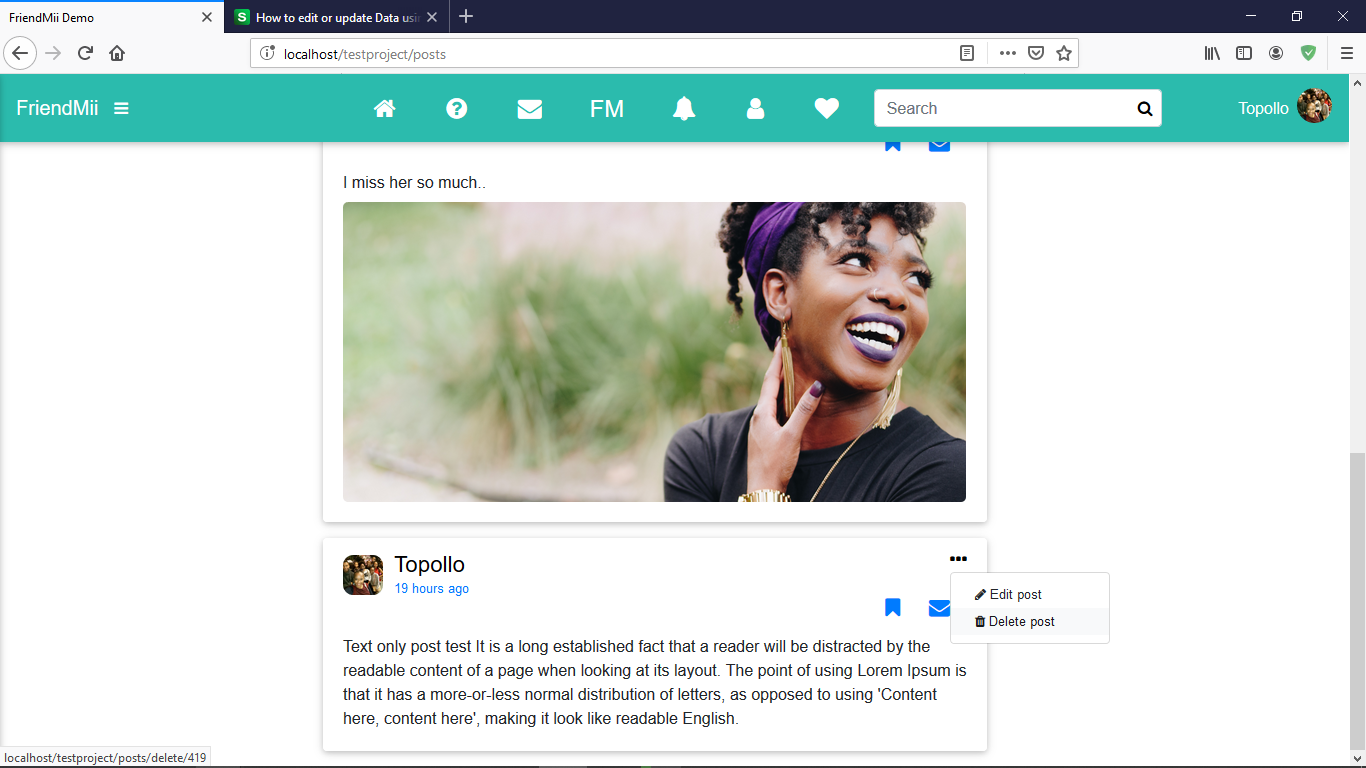 FriendMii Demo
How to edit or update Data usin
localhost/testproject/posts
FriendMii
FM
Search
Topollo
I miss her so much..
Topollo
19 hours ago
Edit post
Delete post
Text only post test It is a long established fact that a reader will be distracted by the
readable content of a page when looking at its layout. The point of using Lorem Ipsum is
that it has a more-or-less normal distribution of letters, as opposed to using 'Content
here, content here', making it look like readable English.
localhost/testproject/posts/delete/419